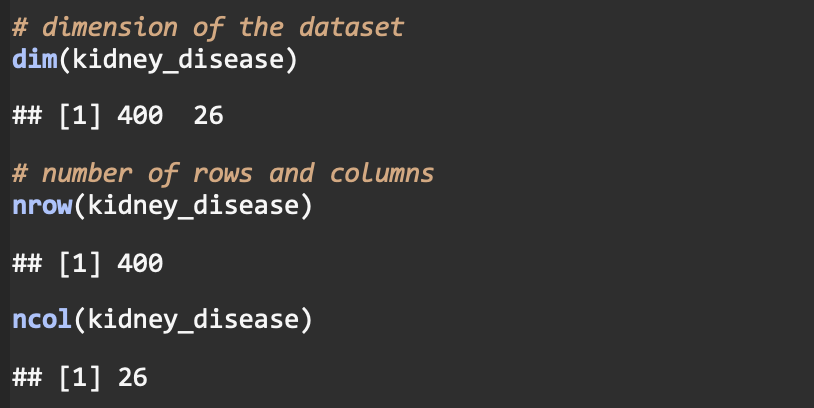 # dimension of the dataset
dim(kidney_disease)
## [1] 400  26
# number of rows and columns
nrow(kidney_disease)
## [1] 400
ncol(kidney_disease)
## [1] 26